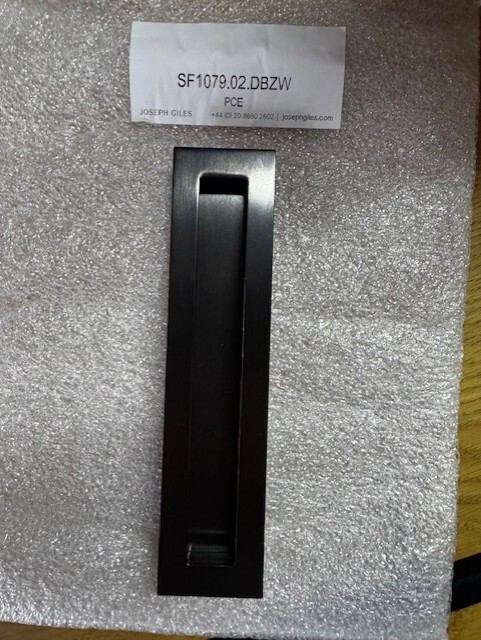 SF1079.02.DBZW
PCE
JOSEPH GILES +44 (0) 20 8680 2602 | josephgiles.com